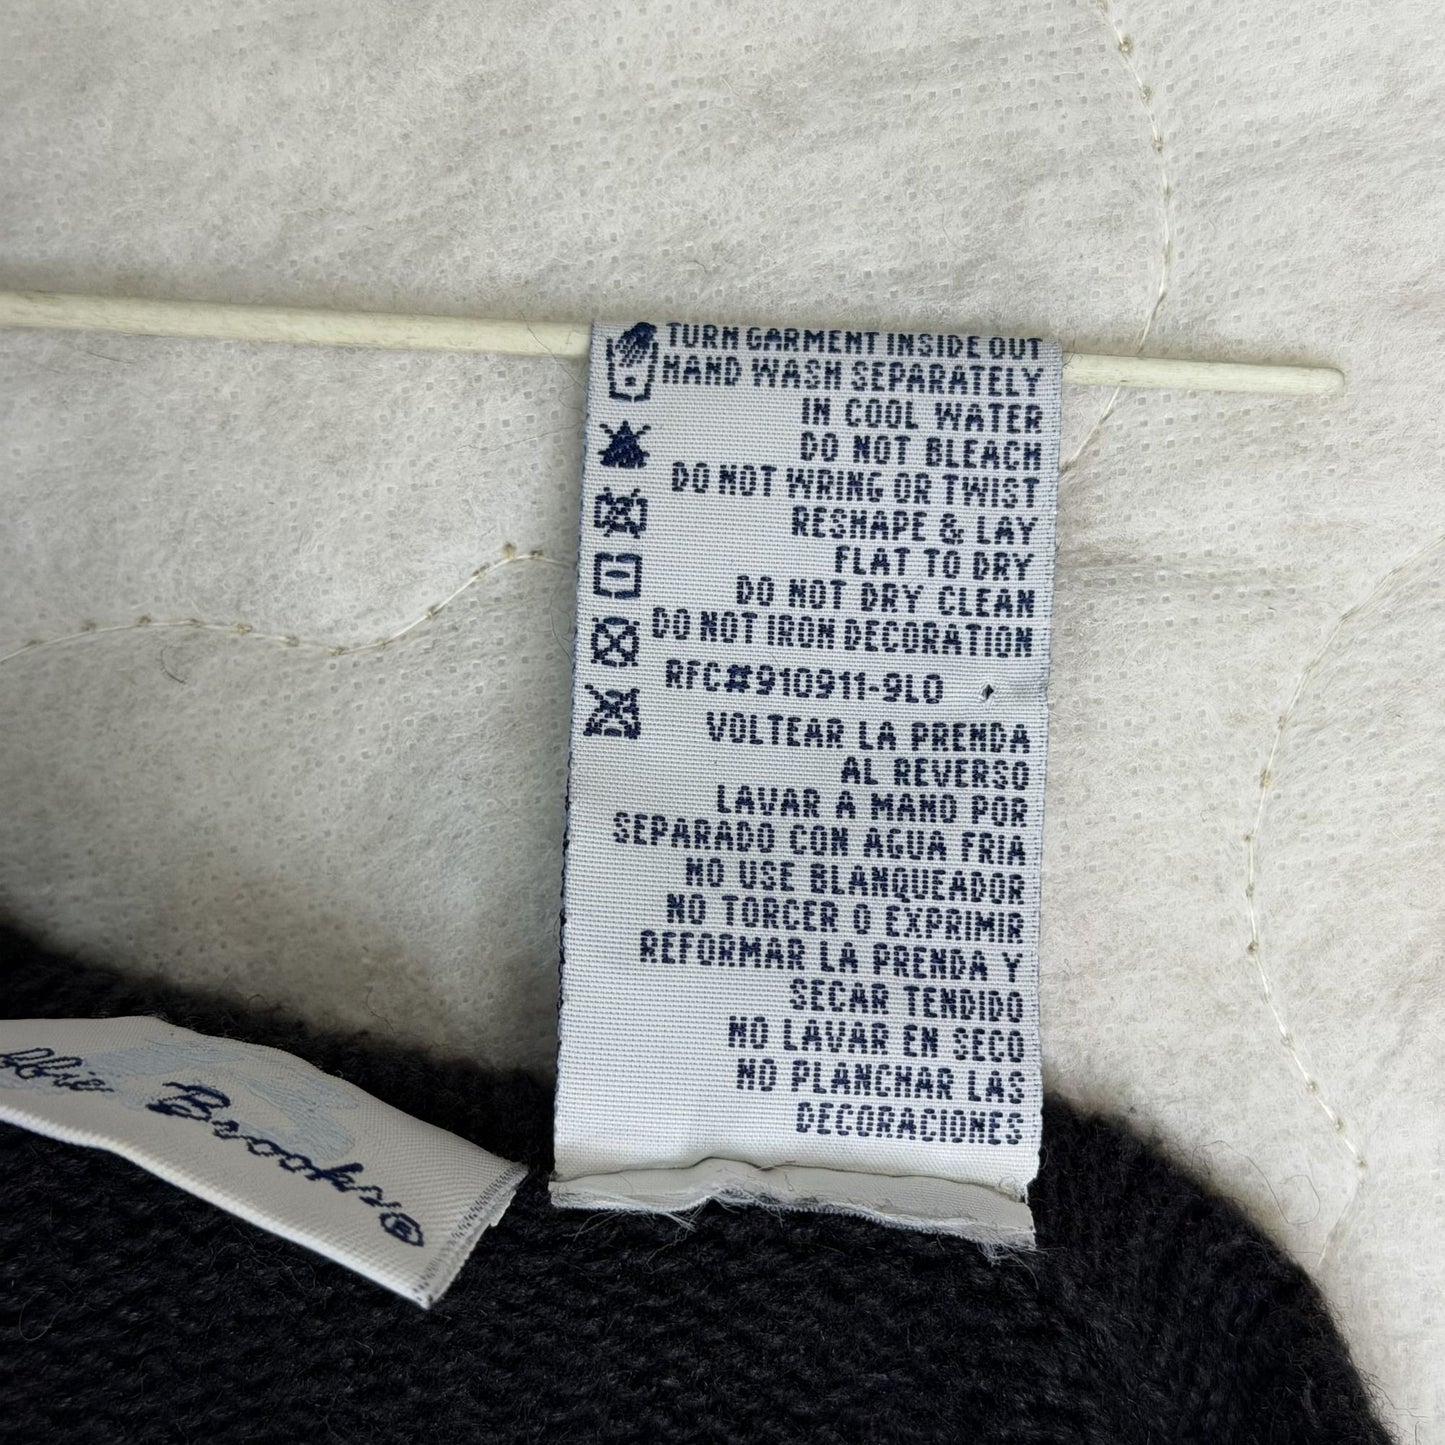 TURN GARMENT INSIDE OUT
HAND WASH SEPARATELY
IN COOL WATER
DO NOT BLEACH
DO NOT WRING OR TWIST
RESHAPE & LAY
FLAT TO DRY
DO NOT DRY CLEAN
DO NOT IRON DECORATION
RFC#910911-9L0
VOLTEAR LA PRENDA
AL REVERSO
LAVAR A MANO POR
SEPARADO CON AGUA FRIA
NO USE BLANQUEADOR
NO TORCER O EXPRIMIR
REFORMAR LA PRENDA Y
SECAR TENDIDO
NO LAVAR EN SECO
NO PLANCHAR LAS
DECORACIONES
Brooks®